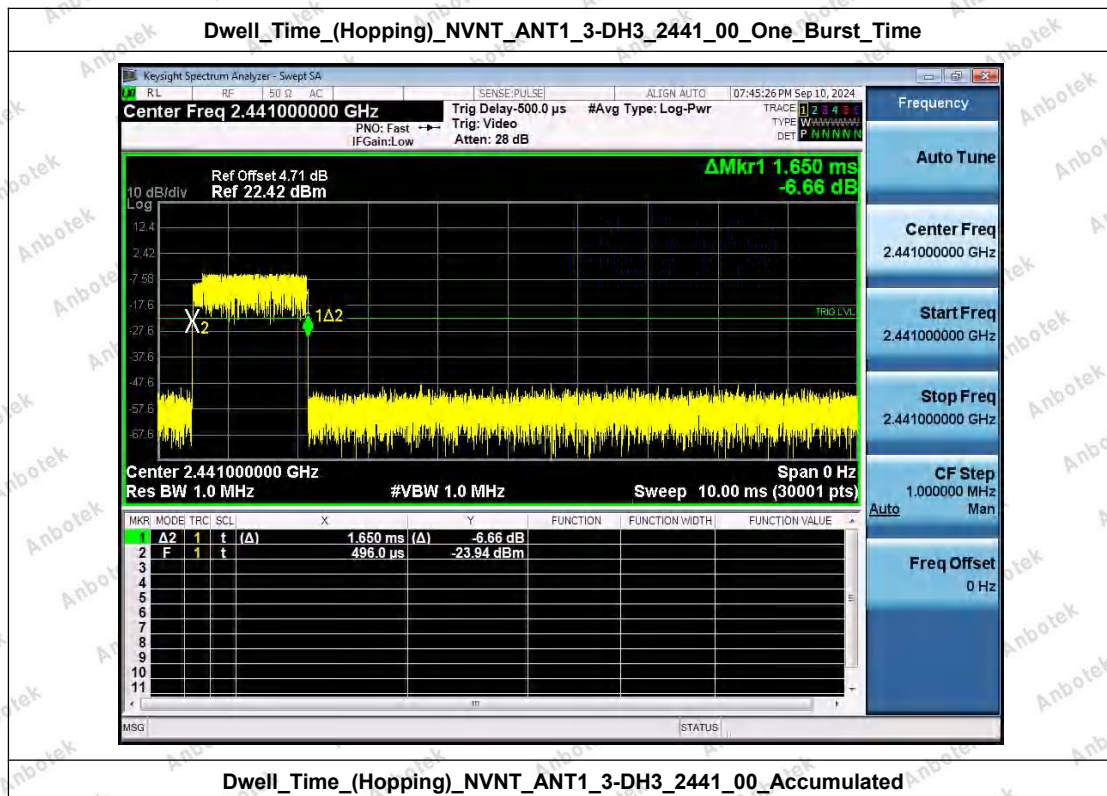 Dwell_Time_(Hopping)_NVNT_ANT1_3-DH3_2441_00_One_Burst_Time
Keysight Spectrum Analyzer - Swept SA
RL RF 50 Ω AC SENSE:PULSE ALIGN AUTO 07:45:26 PM Sep 10, 2024
Center Freq 2.441000000 GHz
PNO: Fast
IFGain:Low
Trig Delay-500.0 µs
Trig: Video
Atten: 28 dB
#Avg Type: Log-Pwr
TRACE 1 2 3 4 5 6
TYPE WWWWWW
DET P N N N N N
Frequency
Auto Tune
Center Freq
2.441000000 GHz
Start Freq
2.441000000 GHz
Stop Freq
2.441000000 GHz
CF Step
1.000000 MHz
Auto Man
Freq Offset
0 Hz
ΔMkr1 1.650 ms
-6.66 dB
Ref Offset 4.71 dB
10 dB/div Ref 22.42 dBm
Log
12.4
2.42
-7.58
-17.6
-27.6
-37.6
-47.6
-57.6
-67.6
2
1Δ2
TRIG LVL
Center 2.441000000 GHz Span 0 Hz
Res BW 1.0 MHz #VBW 1.0 MHz Sweep 10.00 ms (30001 pts)
MKR MODE TRC SCL X Y FUNCTION FUNCTION WIDTH FUNCTION VALUE
1 Δ2 1 t (Δ) 1.650 ms (Δ) -6.66 dB
2 F 1 t 496.0 µs -23.94 dBm
3
4
5
6
7
8
9
10
11
MSG STATUS
Dwell_Time_(Hopping)_NVNT_ANT1_3-DH3_2441_00_Accumulated
Anbotek